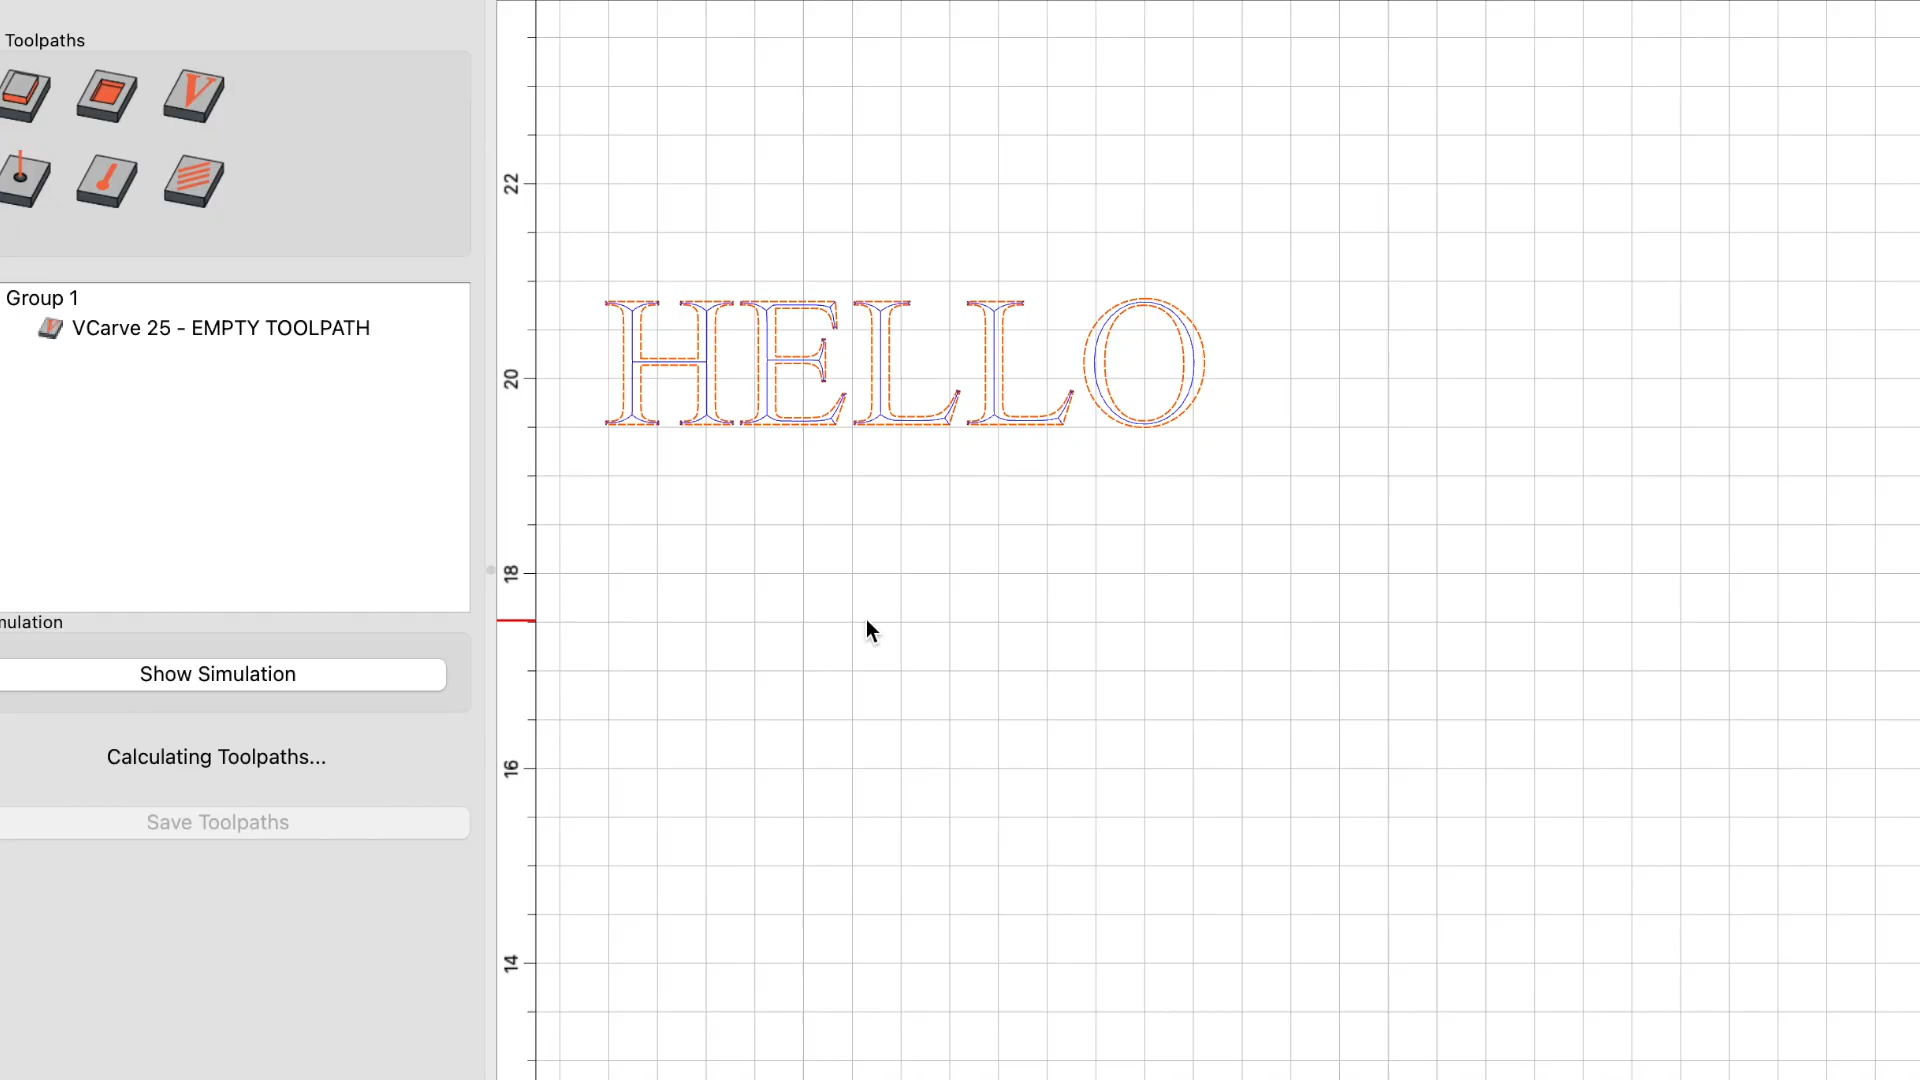 Toolpaths
Group 1
VCarve 25 - EMPTY TOOLPATH
mulation
Show Simulation
Calculating Toolpaths...
Save Toolpaths
22
20
18
16
14
HELLO